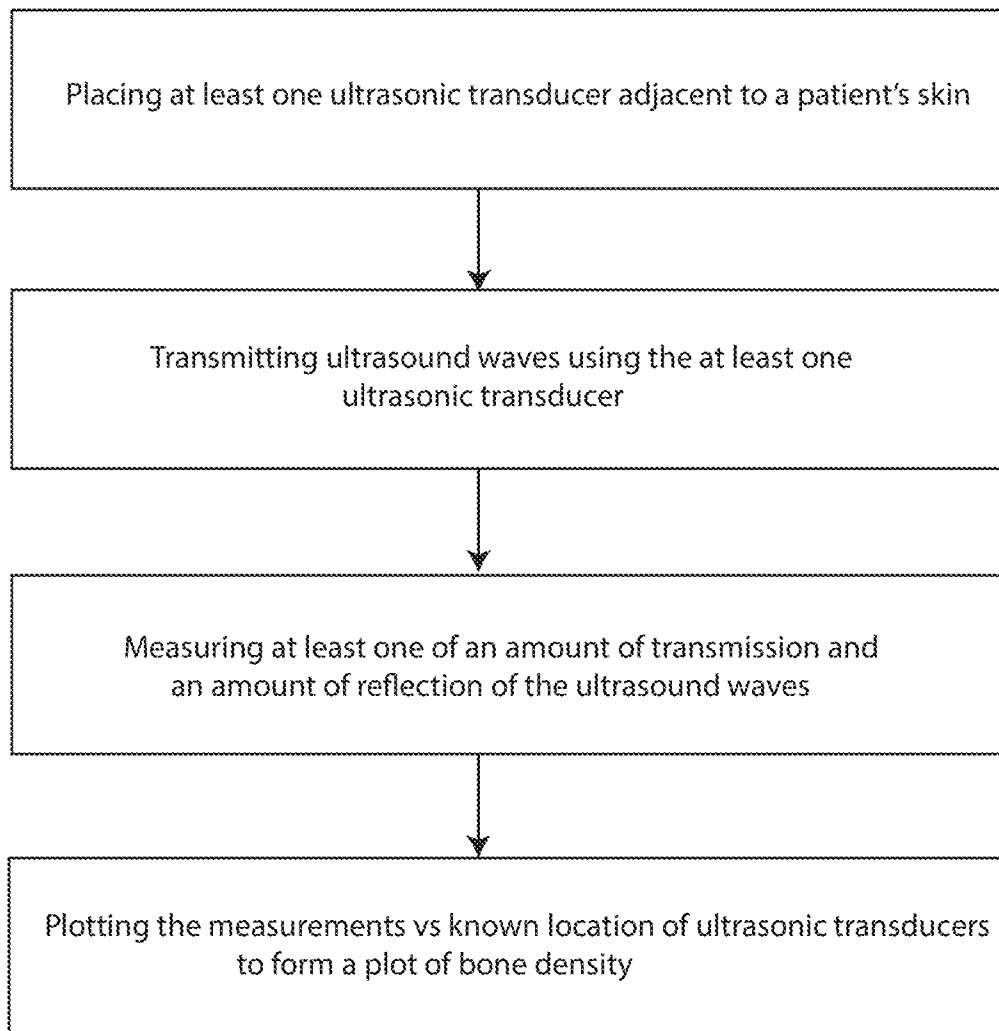 Placing at least one ultrasonic transducer adjacent to a patient's skin
Transmitting ultrasound waves using the at least one
ultrasonic transducer
Measuring at least one of an amount of transmission and
an amount of reflection of the ultrasound waves
Plotting the measurements vs known location of ultrasonic transducers
to form a plot of bone density